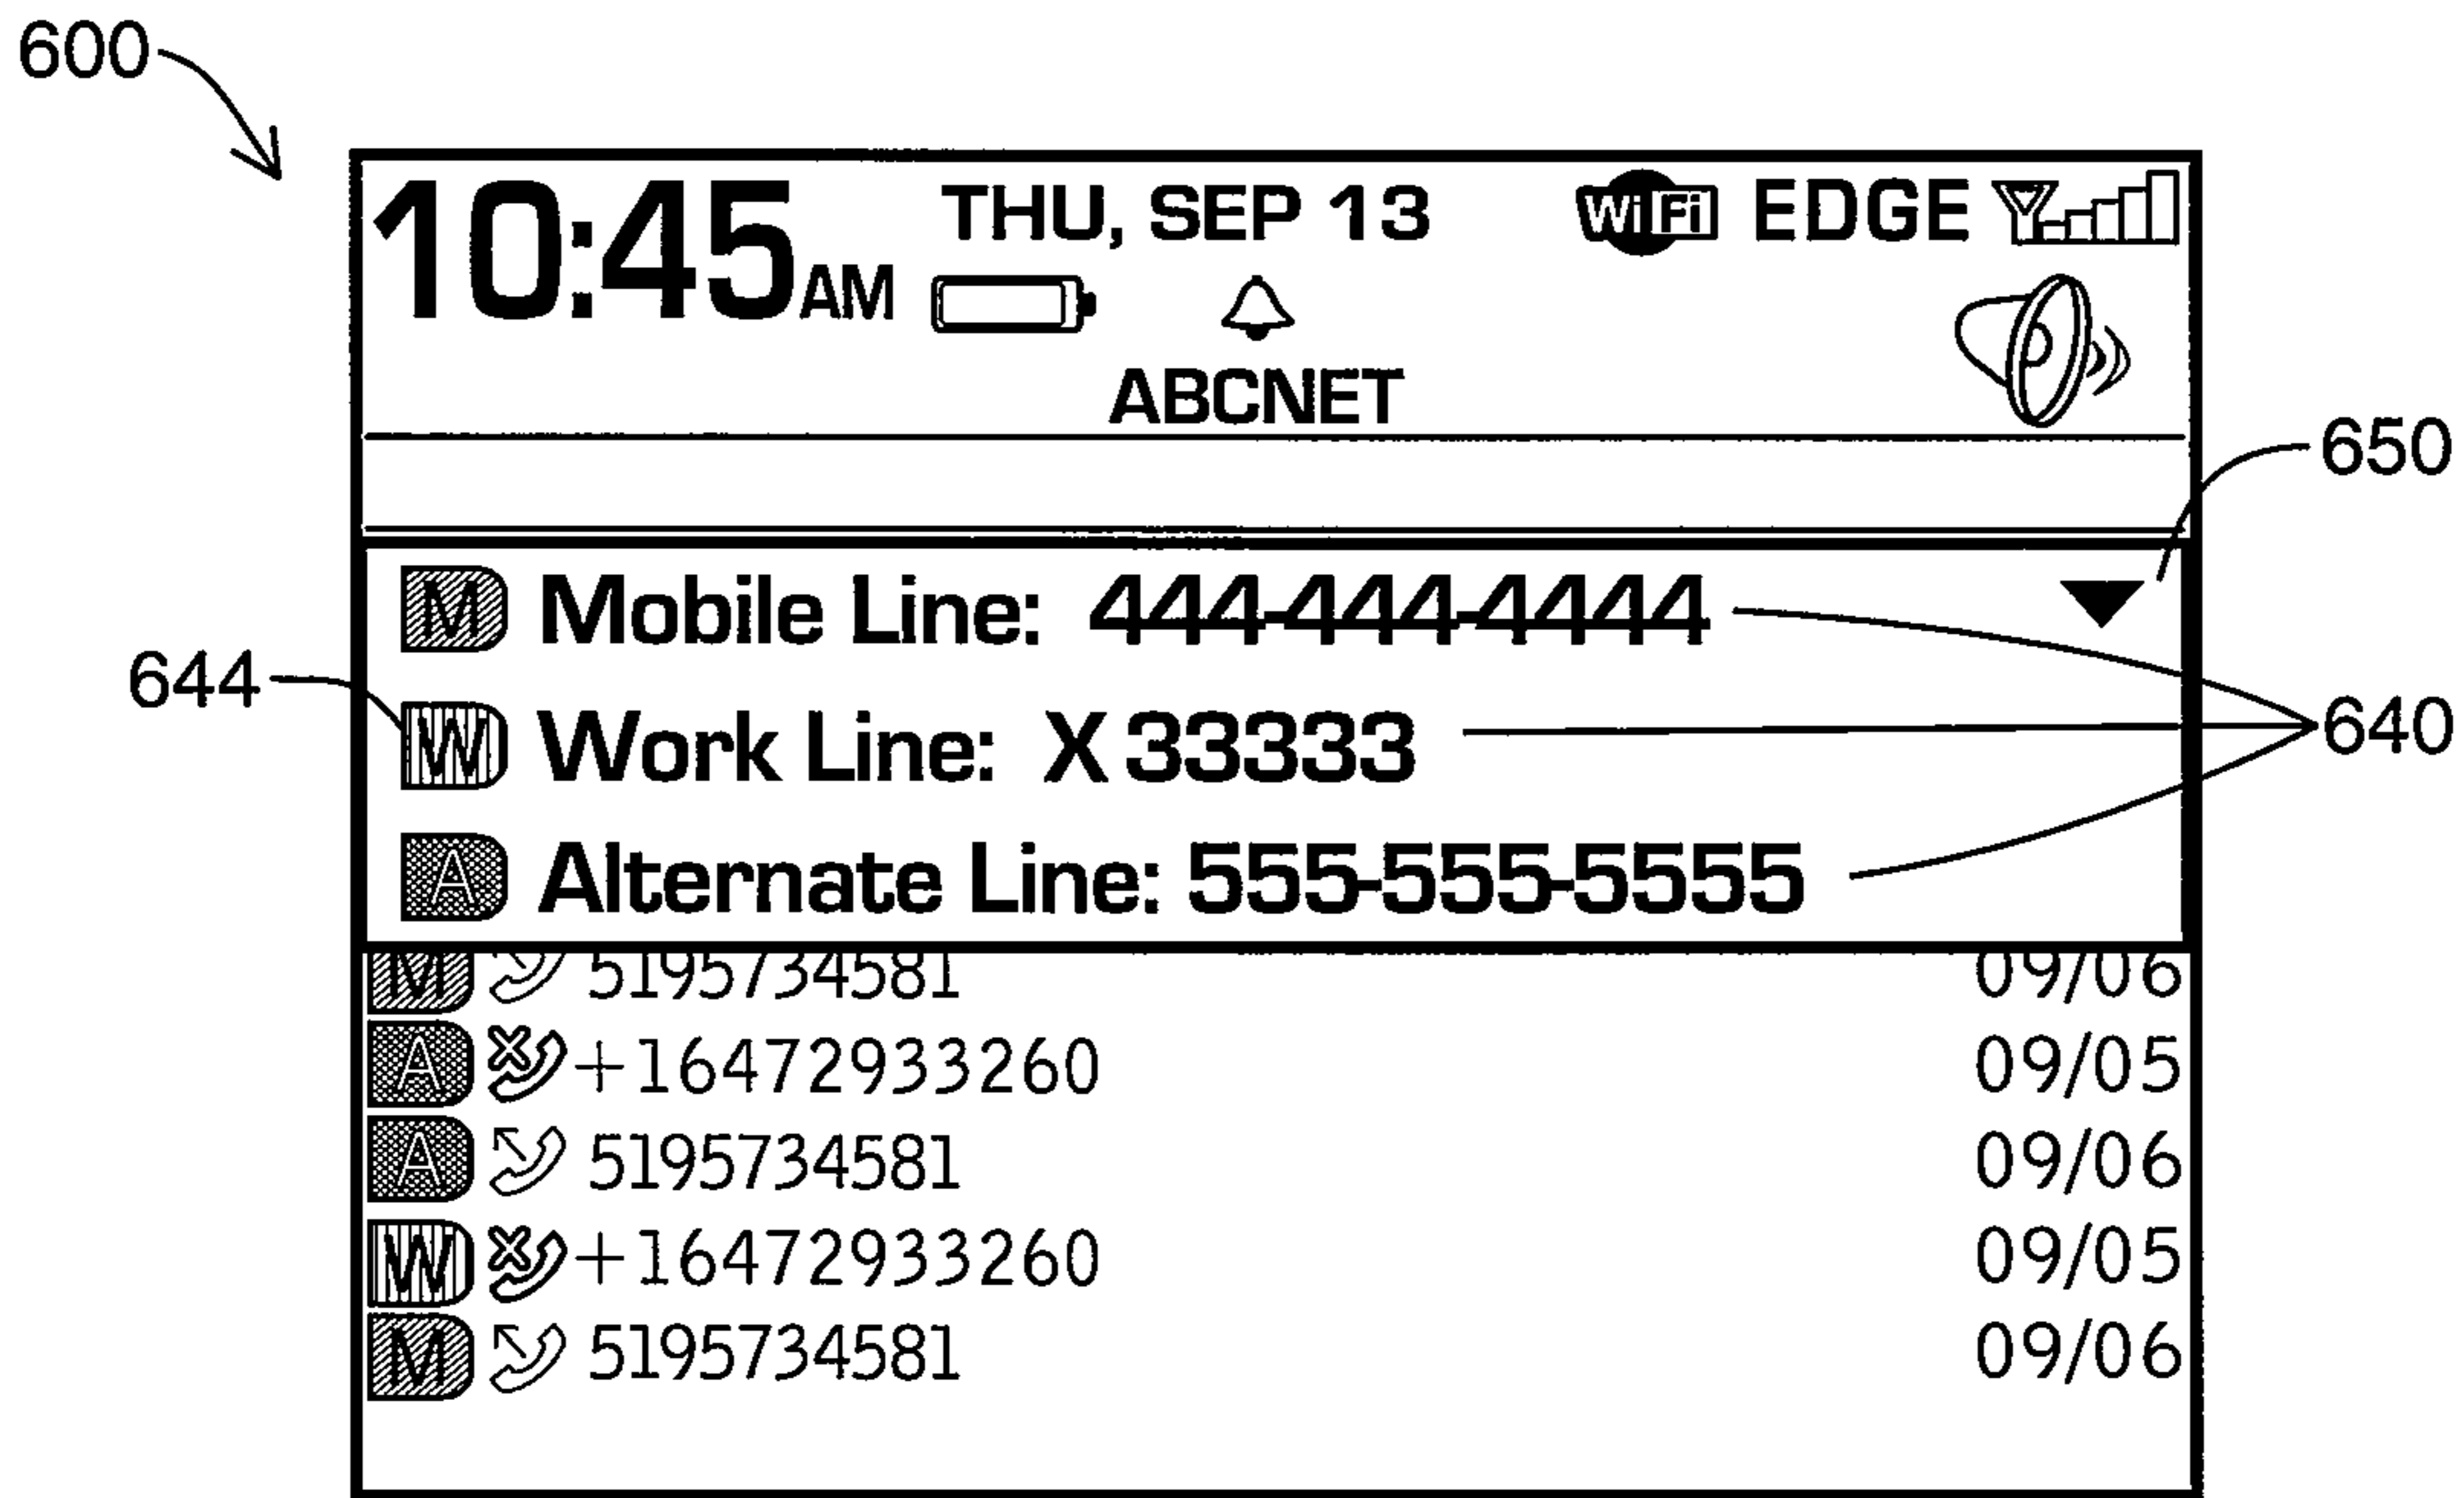 600
10:45AM THU, SEP 13 WiFi EDGE
ABCNET
650
M Mobile Line: 444-444-4444
644 W Work Line: X33333 640
A Alternate Line: 555-555-5555
M 5195734581 09/06
A +16472933260 09/05
A 5195734581 09/06
W +16472933260 09/05
M 5195734581 09/06